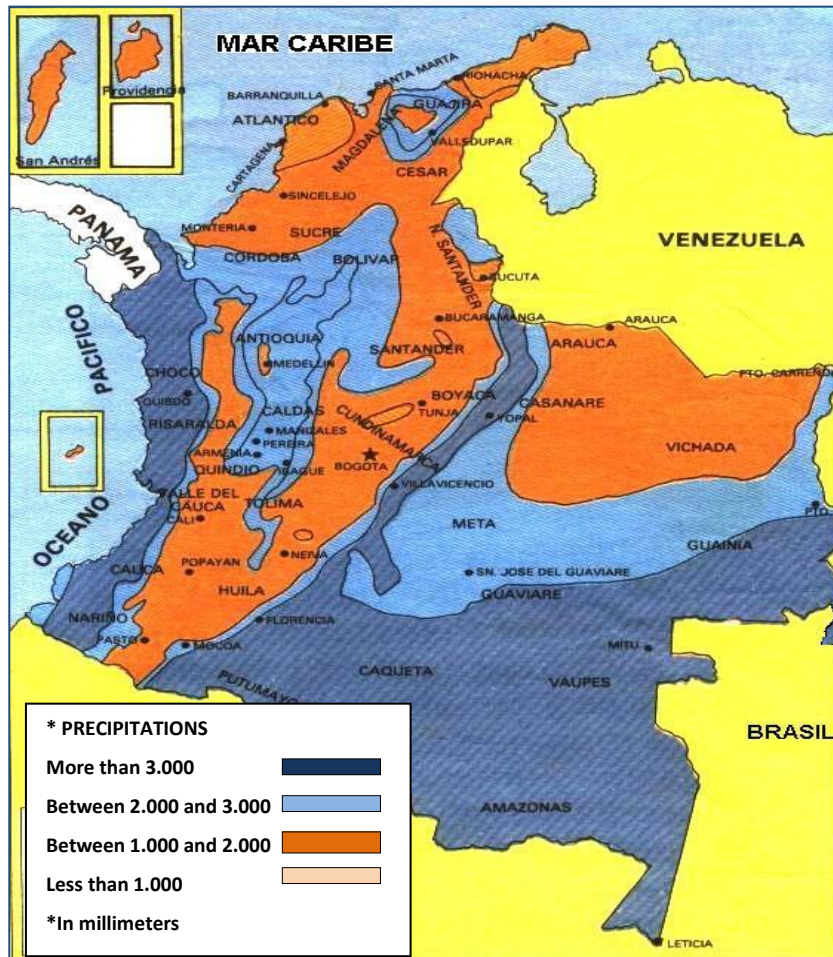 MAR CARIBE
Providencia
San Andrés
SANTA MARTA
RIOHACHA
BARRANQUILLA
GUAJIRA
ATLANTICO
MAGDALENA
VALLEDUPAR
CARTAGENA
CESAR
SINCELEJO
PANAMA
MONTERIA
SUCRE
VENEZUELA
CORDOBA
BOLIVAR
N. SANTANDER
CUCUTA
BUCARAMANGA
ARAUCA
ANTIOQUIA
SANTANDER
ARAUCA
PACIFICO
MEDELLIN
CHOCO
PTO. CARREÑO
QUIBDO
BOYACA
CASANARE
CALDAS
TUNJA
YOPAL
RISARALDA
CUNDINAMARCA
MANIZALES
PEREIRA
VICHADA
ARMENIA
BOGOTA
QUINDIO
IBAGUE
VILLAVICENCIO
VALLE DEL
CAUCA
TOLIMA
PTO.
OCEANO
CALI
META
GUAINIA
NEIVA
CAUCA
POPAYAN
SN. JOSE DEL GUAVIARE
HUILA
GUAVIARE
NARIÑO
FLORENCIA
PASTO
MOCOA
MITU
CAQUETA
VAUPES
PUTUMAYO
BRASIL
* PRECIPITATIONS
More than 3.000
Between 2.000 and 3.000
Between 1.000 and 2.000
Less than 1.000
*In millimeters
AMAZONAS
LETICIA